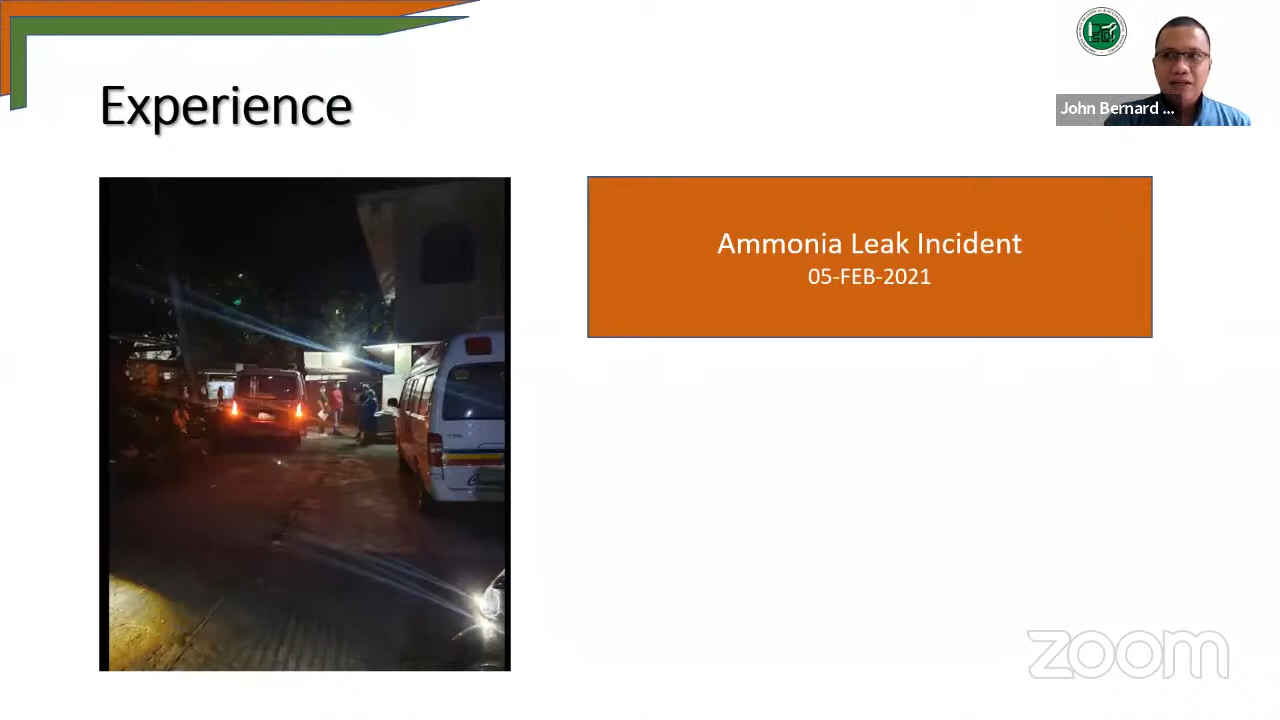 Experience
John Bernard ...
Ammonia Leak Incident
05-FEB-2021
zoom